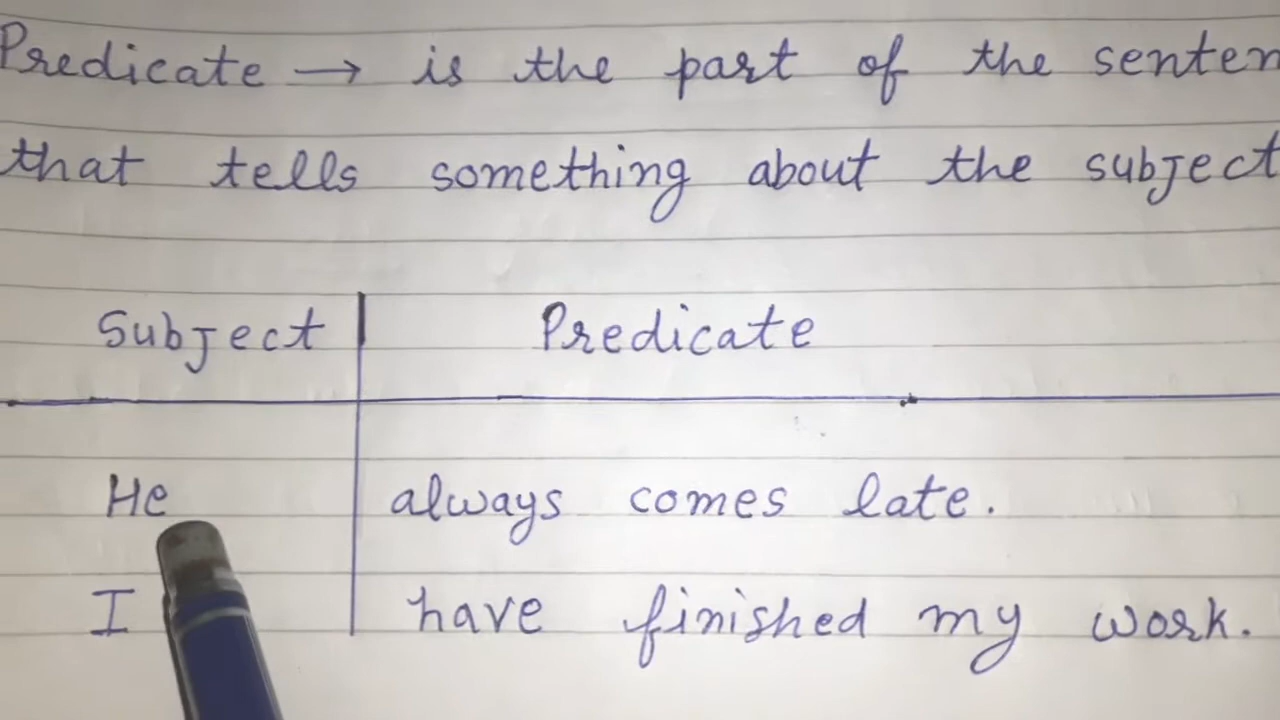 Predicate → is the part of the senten
that tells something about the subject
Subject | Predicate
He | always comes late.
I | have finished my work.